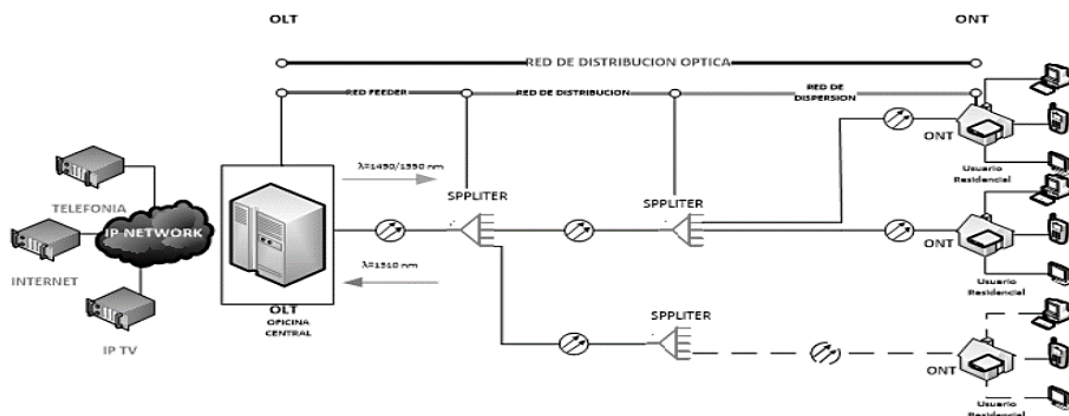 OLT
ONT
RED DE DISTRIBUCION OPTICA
RED FEEDER
RED DE DISTRIBUCION
RED DE
DISPERSION
λ=1490/1550 nm
SPPLITER
SPPLITER
ONT
Usuario
Residencial
TELEFONIA
IP-NETWORK
INTERNET
IP TV
λ=1310 nm
OLT
OFICINA
CENTRAL
ONT
Usuario
Residencial
SPPLITER
ONT
Usuario
Residencial